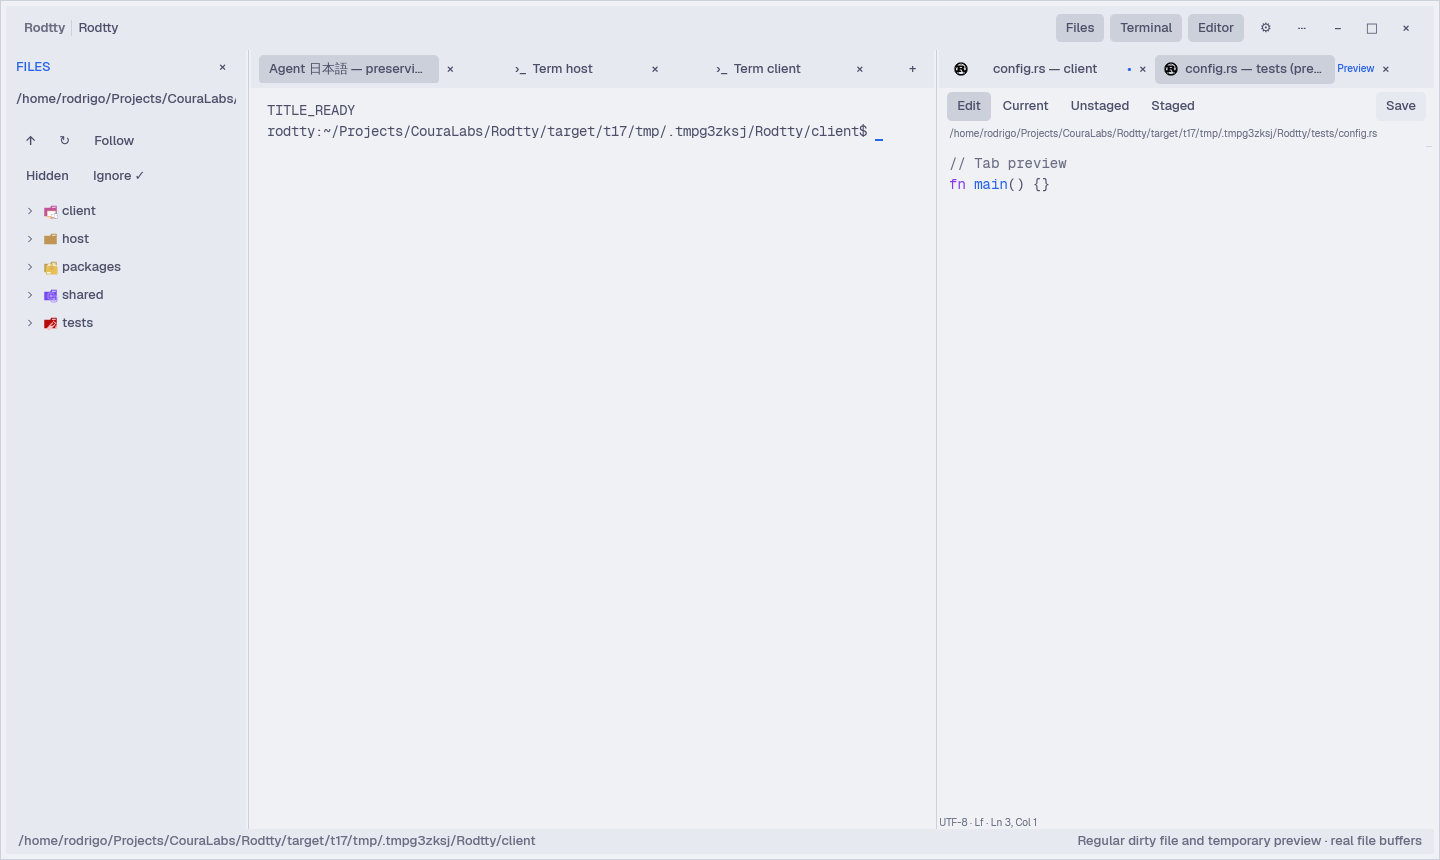 Rodtty Rodtty Files Terminal Editor ⚙ ··· – □ ×
FILES ×
/home/rodrigo/Projects/CouraLabs/
↑ ↻ Follow
Hidden Ignore ✓
› client
› host
› packages
› shared
› tests
Agent 日本語 — preservi... × ›_ Term host × ›_ Term client × +
TITLE_READY
rodtty:~/Projects/CouraLabs/Rodtty/target/t17/tmp/.tmpg3zksj/Rodtty/client$ _
config.rs — client • × config.rs — tests (pre... Preview ×
Edit Current Unstaged Staged Save
/home/rodrigo/Projects/CouraLabs/Rodtty/target/t17/tmp/.tmpg3zksj/Rodtty/tests/config.rs
// Tab preview
fn main() {}
UTF-8 · Lf · Ln 3, Col 1
/home/rodrigo/Projects/CouraLabs/Rodtty/target/t17/tmp/.tmpg3zksj/Rodtty/client
Regular dirty file and temporary preview · real file buffers